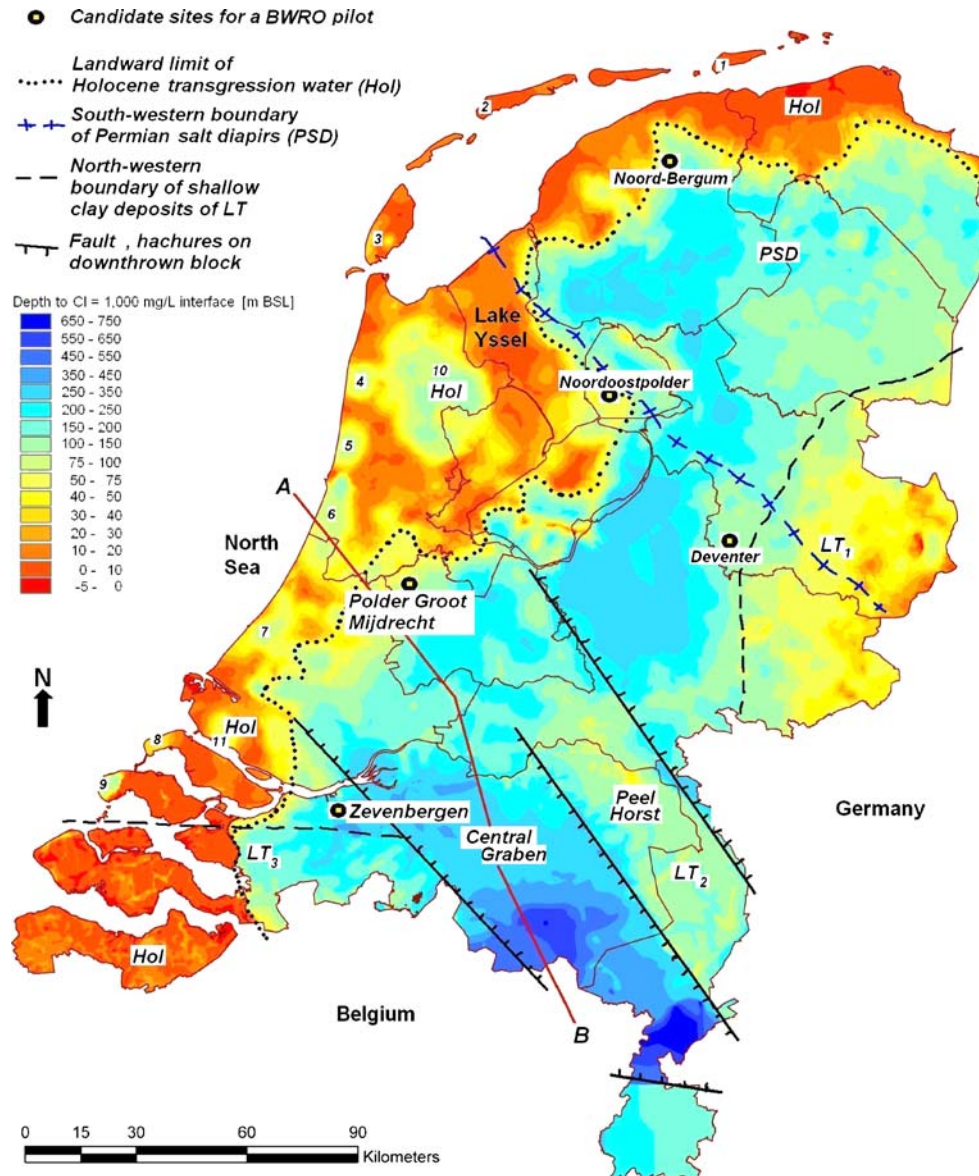 Candidate sites for a BWRO pilot
Landward limit of
Holocene transgression water (Hol)
South-western boundary
of Permian salt diapirs (PSD)
North-western
boundary of shallow
clay deposits of LT
Fault , hachures on
downthrown block
Depth to Cl = 1,000 mg/L interface [m BSL]
650 - 750
550 - 650
450 - 550
350 - 450
250 - 350
200 - 250
150 - 200
100 - 150
75 - 100
50 - 75
40 - 50
30 - 40
20 - 30
10 - 20
0 - 10
-5 - 0
1
2
Hol
Noord-Bergum
3
PSD
Lake
Yssel
4
10
Hol
Noordoostpolder
5
A
6
North
Sea
Deventer
LT1
Polder Groot
Mijdrecht
7
N
Hol
8
11
9
Zevenbergen
Peel
Horst
Germany
Central
Graben
LT3
LT2
Hol
Belgium
B
0 15 30 60 90
Kilometers